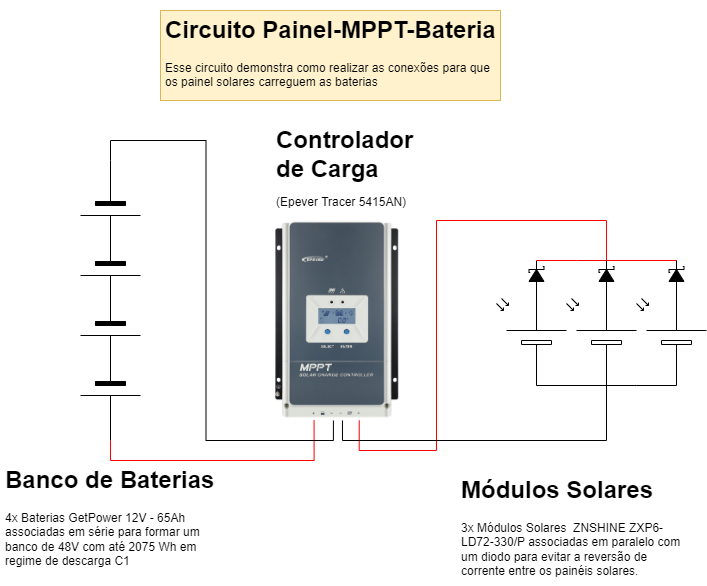 Circuito Painel-MPPT-Bateria
Esse circuito demonstra como realizar as conexões para que
os painel solares carreguem as baterias
Controlador
de Carga
(Epever Tracer 5415AN)
MPPT
SOLAR CHARGE CONTROLLER
Banco de Baterias
4x Baterias GetPower 12V - 65Ah
associadas em série para formar um
banco de 48V com até 2075 Wh em
regime de descarga C1
Módulos Solares
3x Módulos Solares  ZNSHINE ZXP6-
LD72-330/P associadas em paralelo com
um diodo para evitar a reversão de
corrente entre os painéis solares.